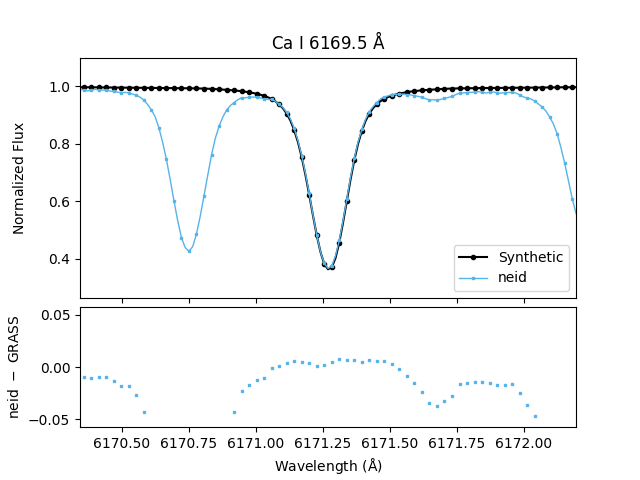 Ca I 6169.5 Å
Normalized Flux
1.0
0.8
0.6
0.4
Synthetic
neid
neid − GRASS
0.05
0.00
−0.05
6170.50 6170.75 6171.00 6171.25 6171.50 6171.75 6172.00
Wavelength (Å)